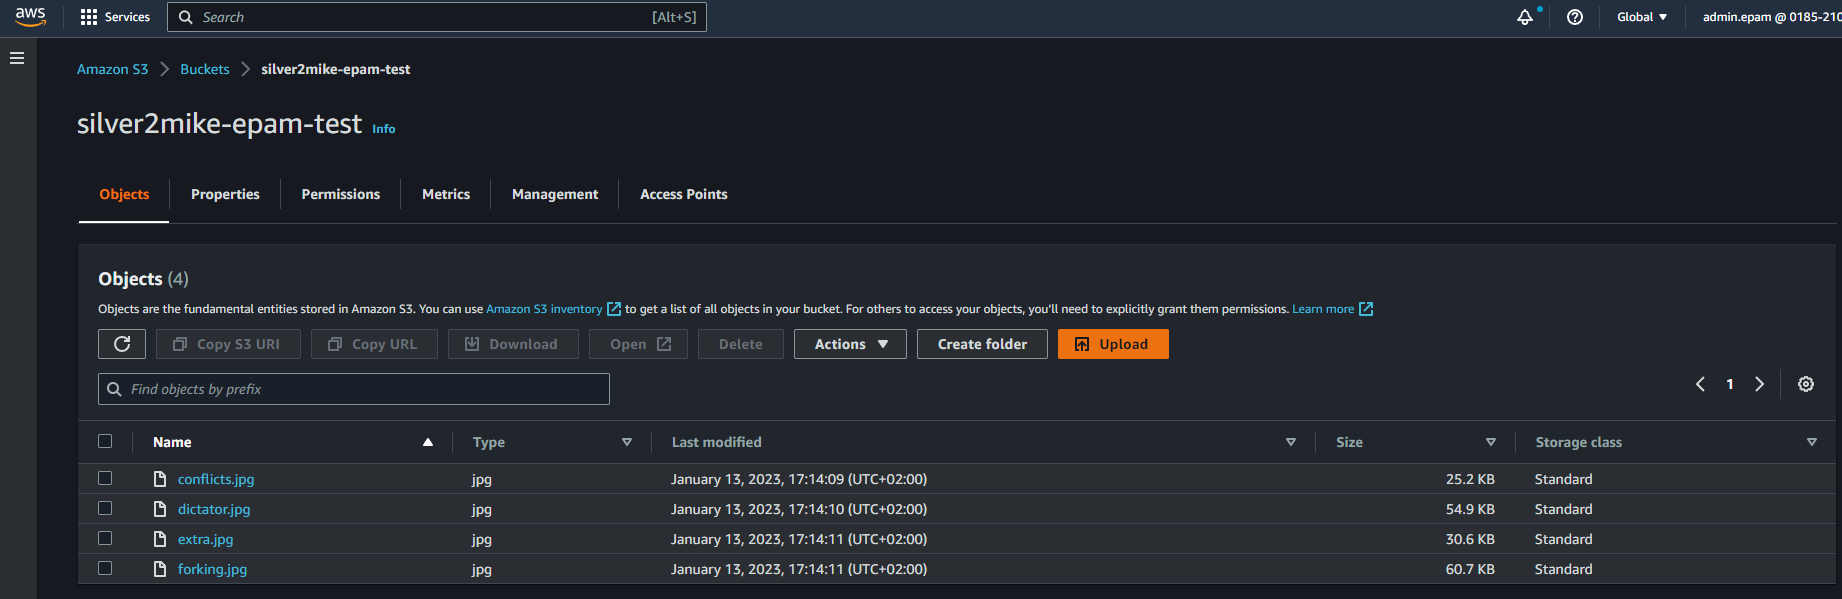 aws Services Search [Alt+S] Global admin.epam @ 0185-210
Amazon S3 Buckets silver2mike-epam-test
silver2mike-epam-test Info
Objects Properties Permissions Metrics Management Access Points
Objects (4)
Objects are the fundamental entities stored in Amazon S3. You can use Amazon S3 inventory to get a list of all objects in your bucket. For others to access your objects, you'll need to explicitly grant them permissions. Learn more
Copy S3 URI Copy URL Download Open Delete Actions Create folder Upload
Find objects by prefix 1
Name Type Last modified Size Storage class
conflicts.jpg jpg January 13, 2023, 17:14:09 (UTC+02:00) 25.2 KB Standard
dictator.jpg jpg January 13, 2023, 17:14:10 (UTC+02:00) 54.9 KB Standard
extra.jpg jpg January 13, 2023, 17:14:11 (UTC+02:00) 30.6 KB Standard
forking.jpg jpg January 13, 2023, 17:14:11 (UTC+02:00) 60.7 KB Standard